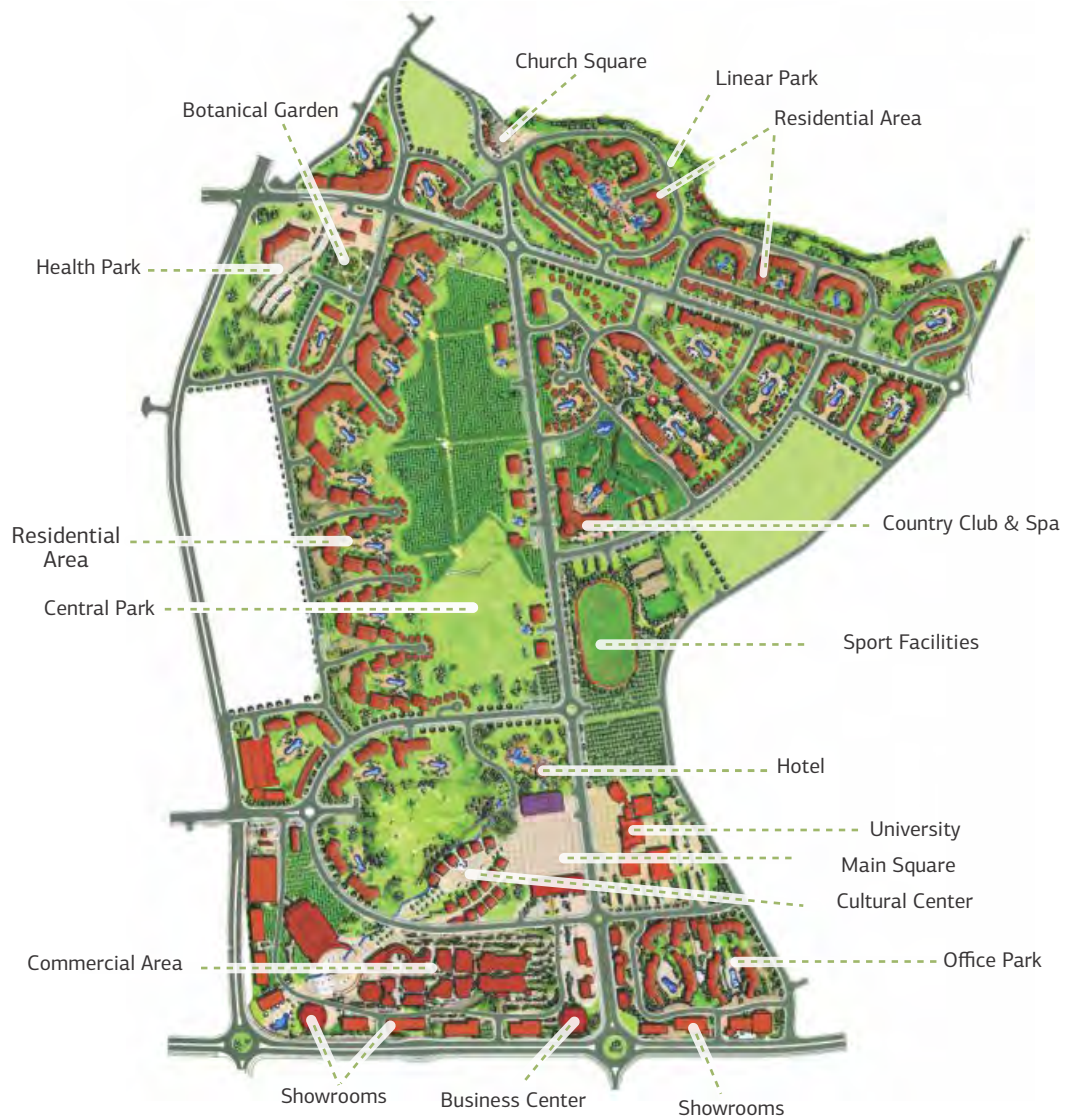 Church Square
Linear Park
Botanical Garden
Residential Area
Health Park
Country Club & Spa
Residential
Area
Central Park
Sport Facilities
Hotel
University
Main Square
Cultural Center
Commercial Area
Office Park
Showrooms
Business Center
Showrooms